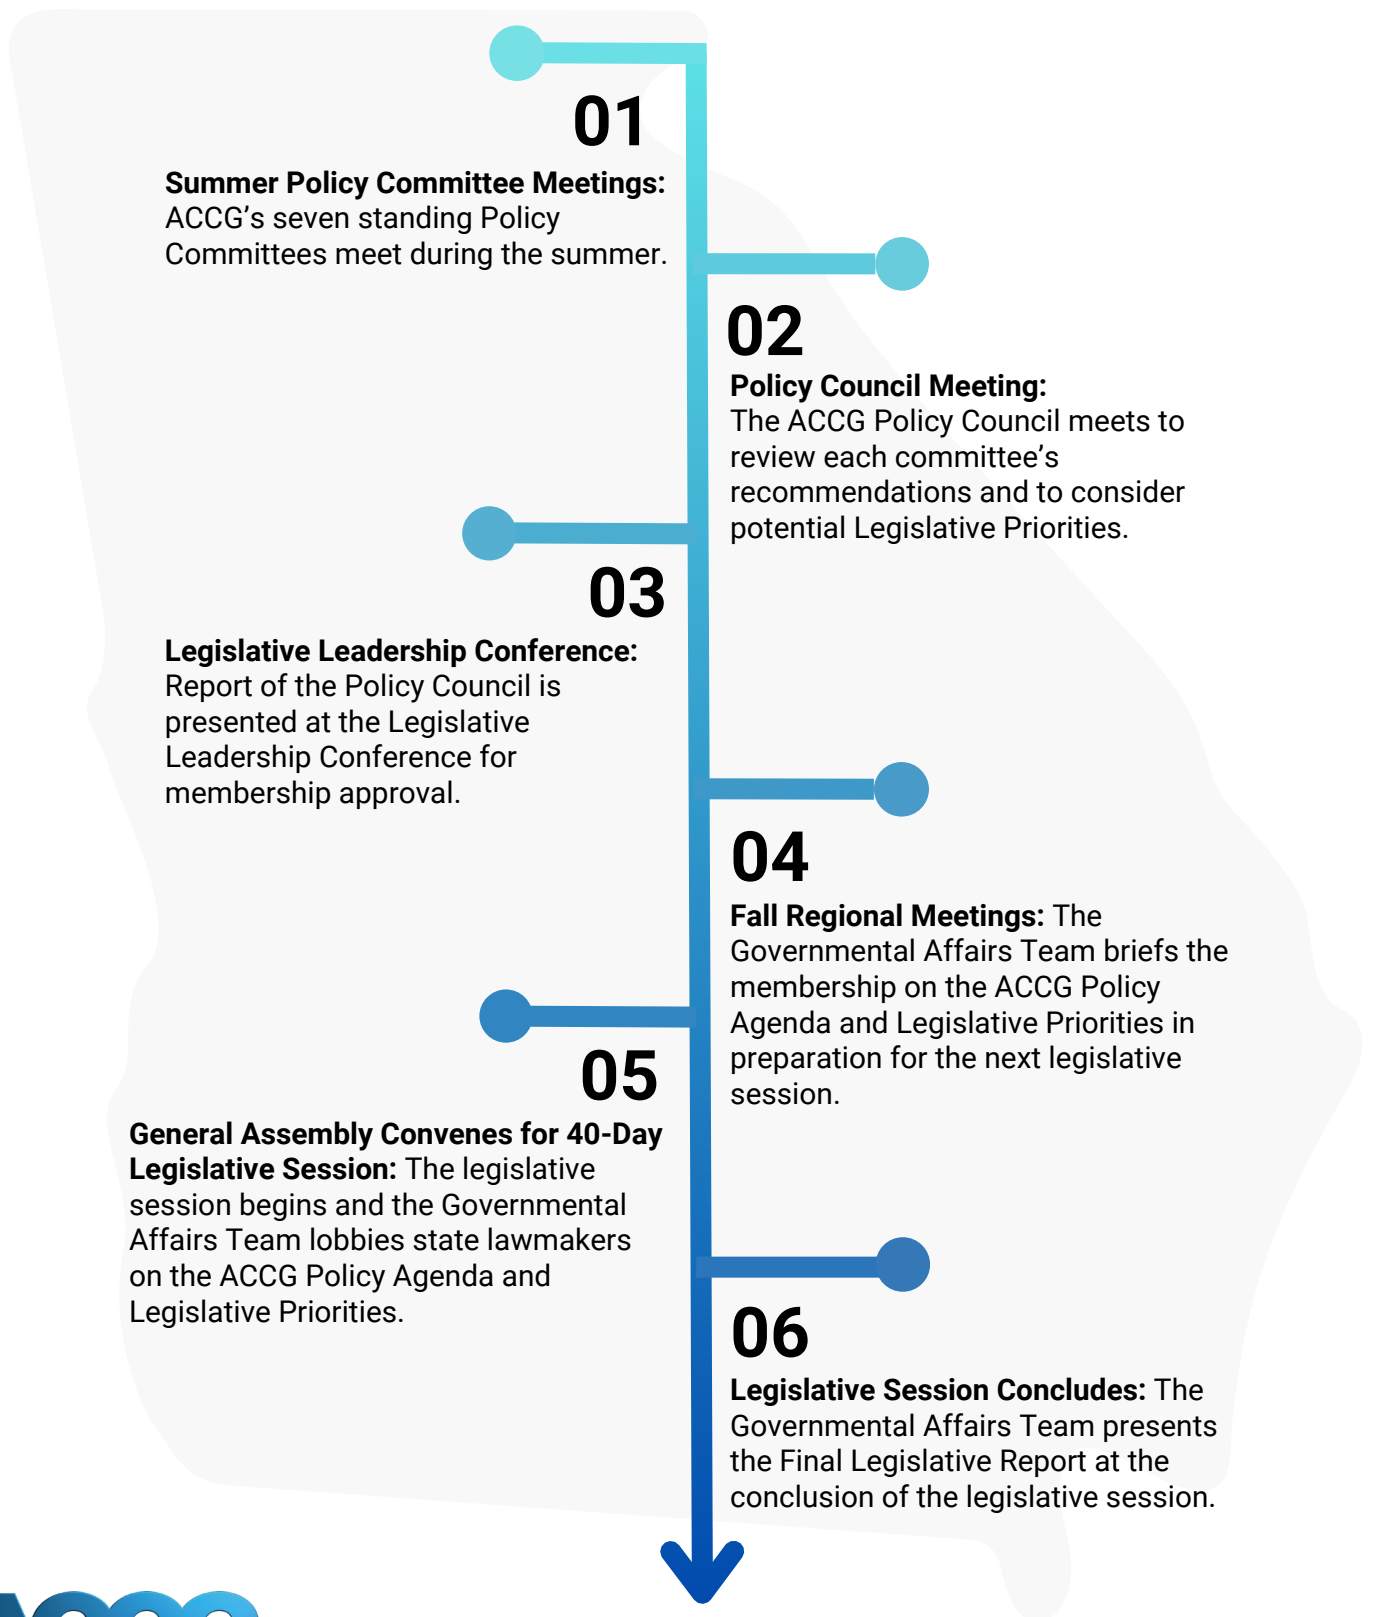 01
Summer Policy Committee Meetings:
ACCG’s seven standing Policy
Committees meet during the summer.
02
Policy Council Meeting:
The ACCG Policy Council meets to
review each committee’s
recommendations and to consider
potential Legislative Priorities.
03
Legislative Leadership Conference:
Report of the Policy Council is
presented at the Legislative
Leadership Conference for
membership approval.
04
Fall Regional Meetings: The
Governmental Affairs Team briefs the
membership on the ACCG Policy
Agenda and Legislative Priorities in
preparation for the next legislative
session.
05
General Assembly Convenes for 40-Day
Legislative Session: The legislative
session begins and the Governmental
Affairs Team lobbies state lawmakers
on the ACCG Policy Agenda and
Legislative Priorities.
06
Legislative Session Concludes: The
Governmental Affairs Team presents
the Final Legislative Report at the
conclusion of the legislative session.